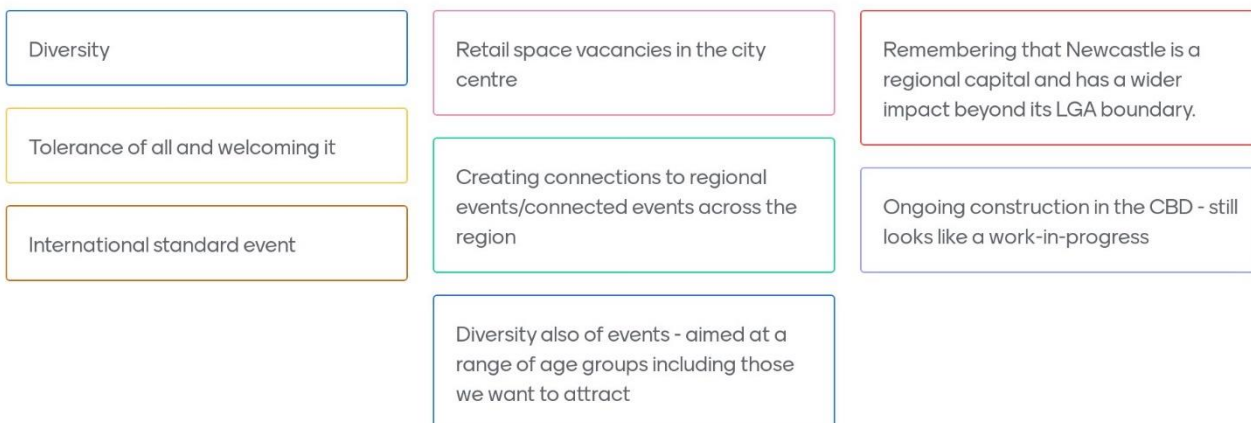 Diversity
Tolerance of all and welcoming it
International standard event
Retail space vacancies in the city
centre
Creating connections to regional
events/connected events across the
region
Diversity also of events - aimed at a
range of age groups including those
we want to attract
Remembering that Newcastle is a
regional capital and has a wider
impact beyond its LGA boundary.
Ongoing construction in the CBD - still
looks like a work-in-progress